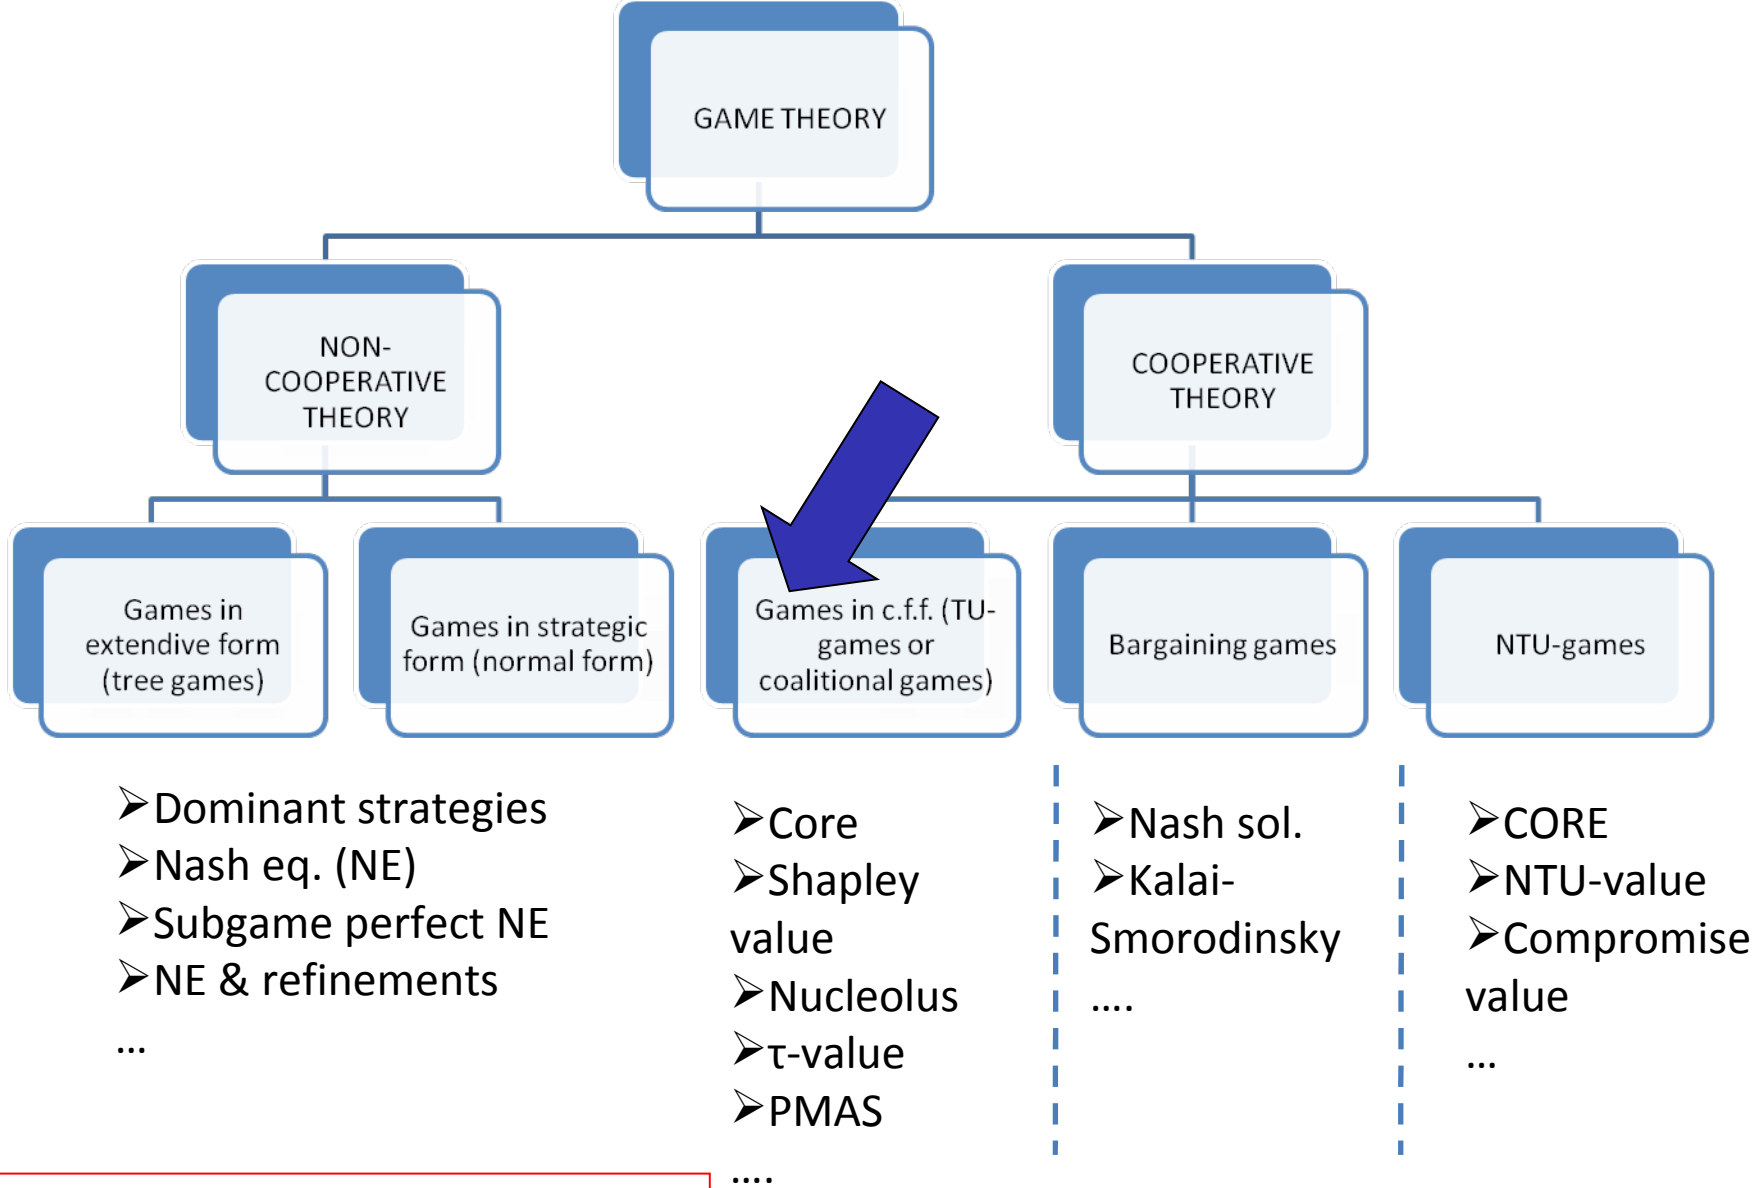 GAME THEORY
NON-
COOPERATIVE
THEORY
COOPERATIVE
THEORY
Games in
extendive form
(tree games)
Games in strategic
form (normal form)
Games in c.f.f. (TU-
games or
coalitional games)
Bargaining games
NTU-games
➢Dominant strategies
➢Nash eq. (NE)
➢Subgame perfect NE
➢NE & refinements
…
➢Core
➢Shapley
value
➢Nucleolus
➢τ-value
➢PMAS
….
➢Nash sol.
➢Kalai-
Smorodinsky
….
➢CORE
➢NTU-value
➢Compromise
value
…